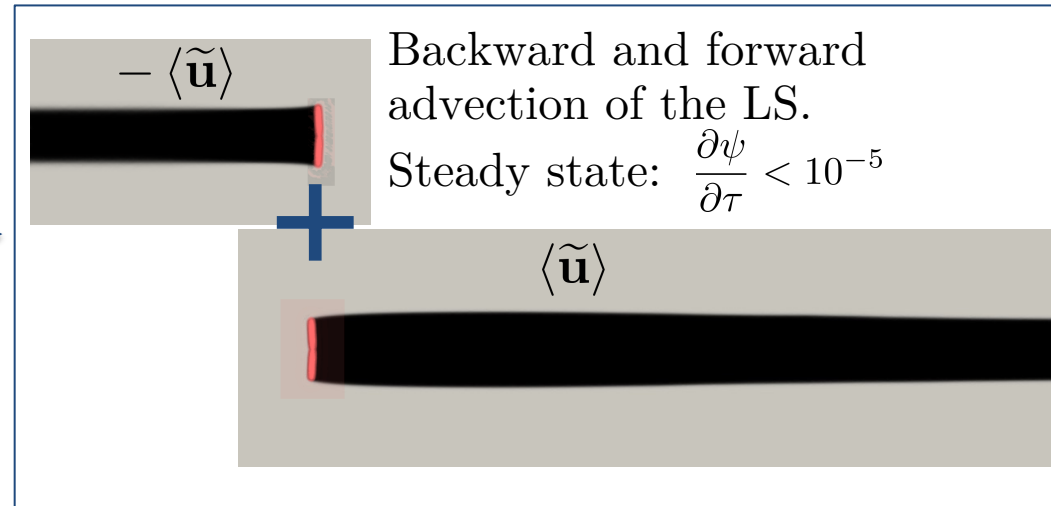 − ⟨ũ⟩
Backward and forward
advection of the LS.
Steady state: ∂ψ/∂τ < 10⁻⁵
+
⟨ũ⟩